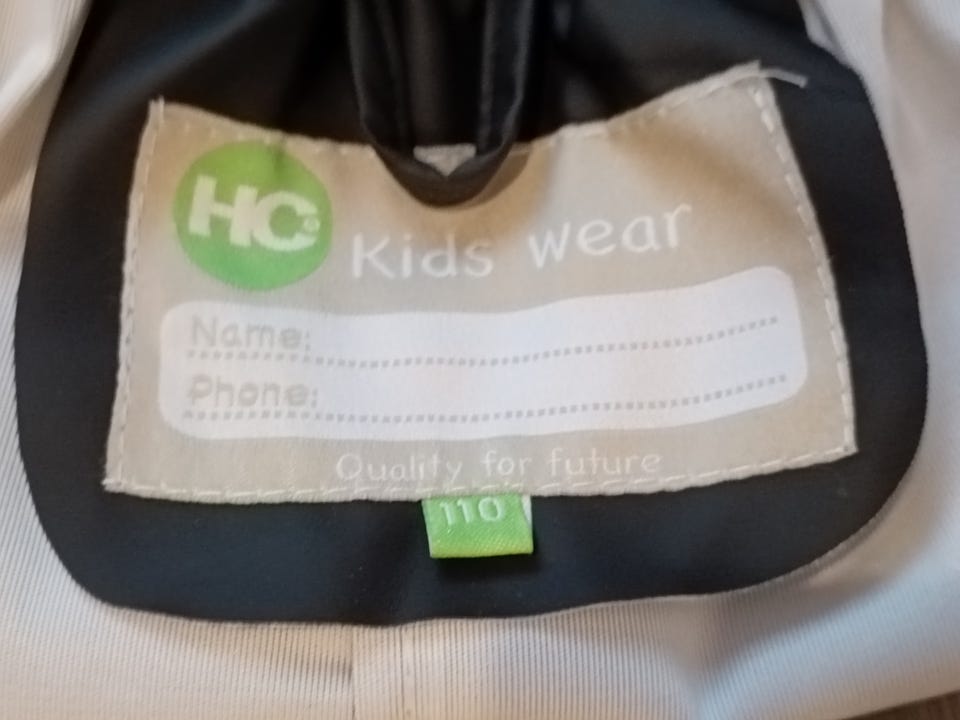 HC
Kids wear
Name:
Phone:
Quality for future
110